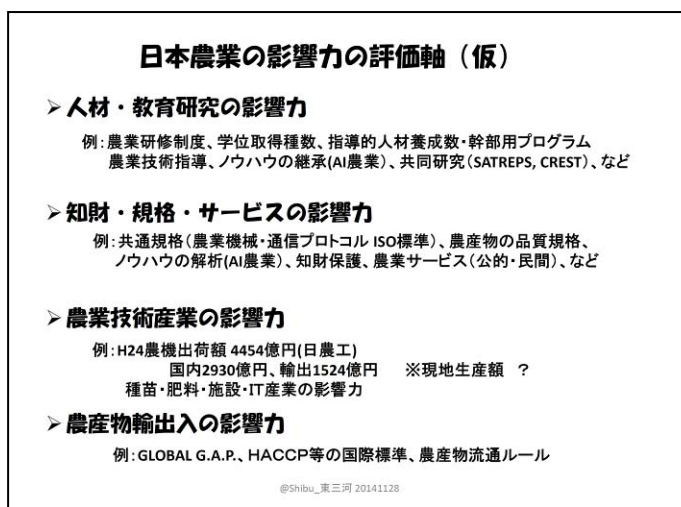 日本農業の影響力の評価軸（仮）
➢人材・教育研究の影響力
例：農業研修制度、学位取得種数、指導的人材養成数・幹部用プログラム
農業技術指導、ノウハウの継承(AI農業)、共同研究（SATREPS, CREST）、など
➢知財・規格・サービスの影響力
例：共通規格（農業機械・通信プロトコル ISO標準）、農産物の品質規格、
ノウハウの解析(AI農業)、知財保護、農業サービス（公的・民間）、など
➢農業技術産業の影響力
例：H24農機出荷額 4454億円(日農工)
国内2930億円、輸出1524億円　　※現地生産額　？
種苗・肥料・施設・IT産業の影響力
➢農産物輸出入の影響力
例：GLOBAL G.A.P.、HACCP等の国際標準、農産物流通ルール
@Shibu_東三河 20141128